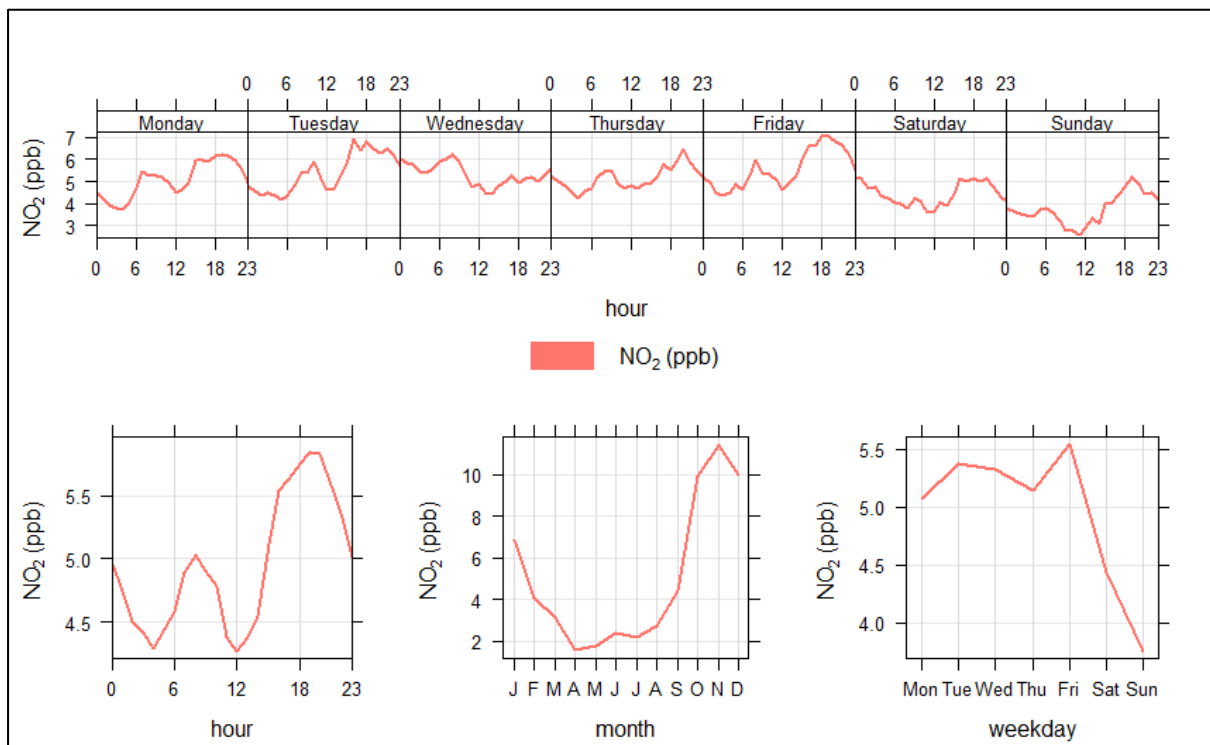 0 6 12 18 23 0 6 12 18 23 0 6 12 18 23
Monday Tuesday Wednesday Thursday Friday Saturday Sunday
7
6
5
4
3
NO₂ (ppb)
0 6 12 18 23 0 6 12 18 23 0 6 12 18 23 0 6 12 18 23
hour
NO₂ (ppb)
NO₂ (ppb)
5.5
5.0
4.5
0 6 12 18 23
hour
NO₂ (ppb)
10
8
6
4
2
J F M A M J J A S O N D
month
NO₂ (ppb)
5.5
5.0
4.5
4.0
Mon Tue Wed Thu Fri Sat Sun
weekday